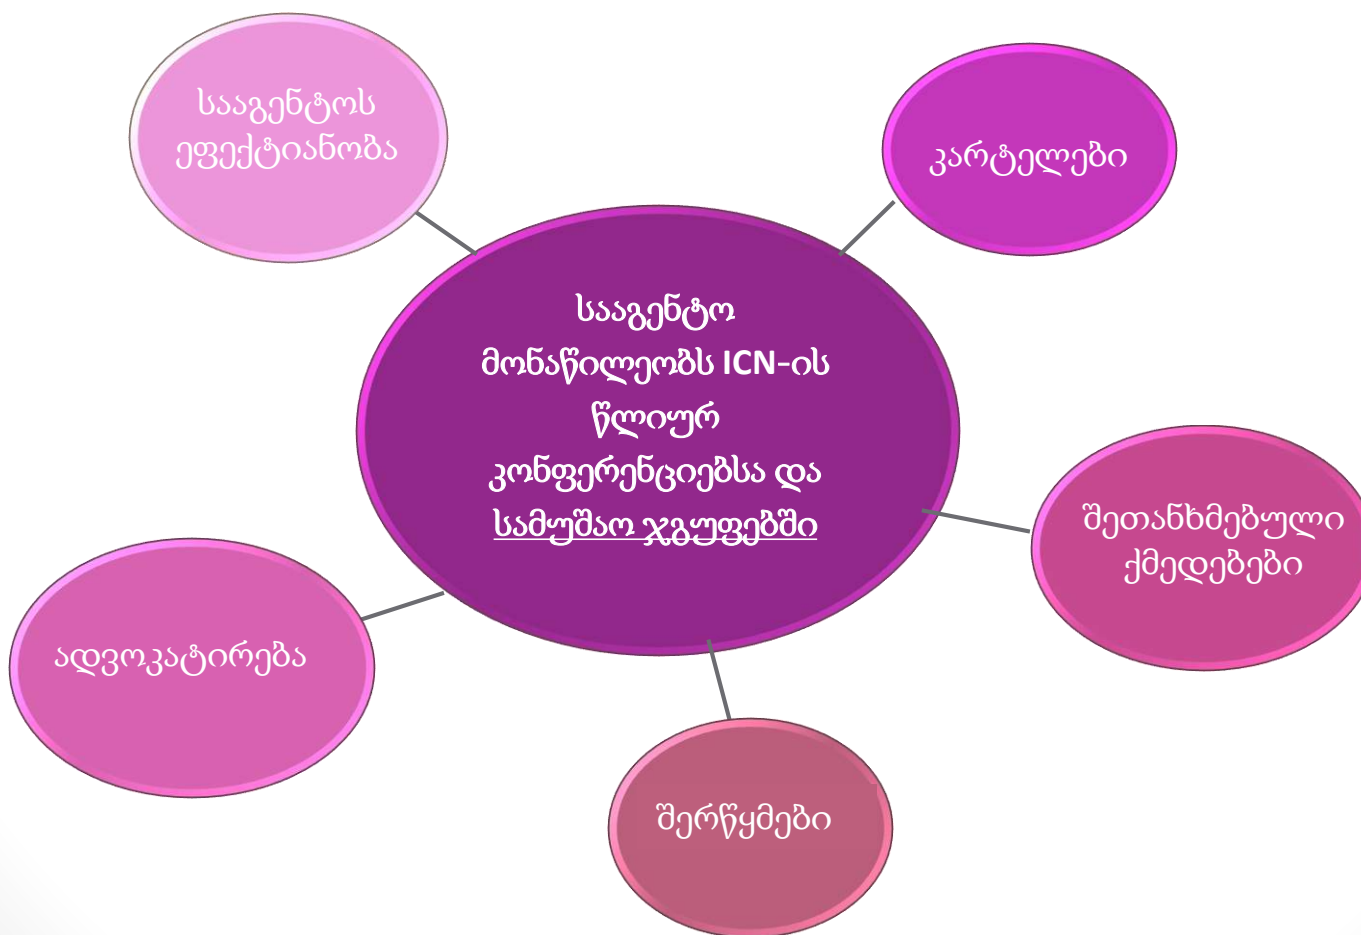 სააგენტოს
ეფექტიანობა
კარტელები
სააგენტო
მონაწილეობს ICN-ის
წლიურ
კონფერენციებსა და
სამუშაო ჯგუფებში
შეთანხმებული
ქმედებები
ადვოკატირება
შერწყმები